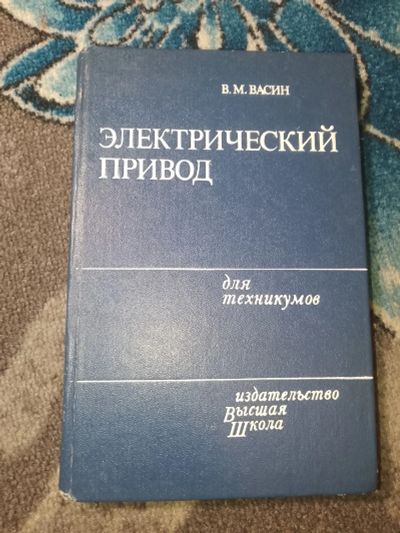 В. М. ВАСИН
ЭЛЕКТРИЧЕСКИЙ
ПРИВОД
для
техникумов
издательство
Высшая
Школа